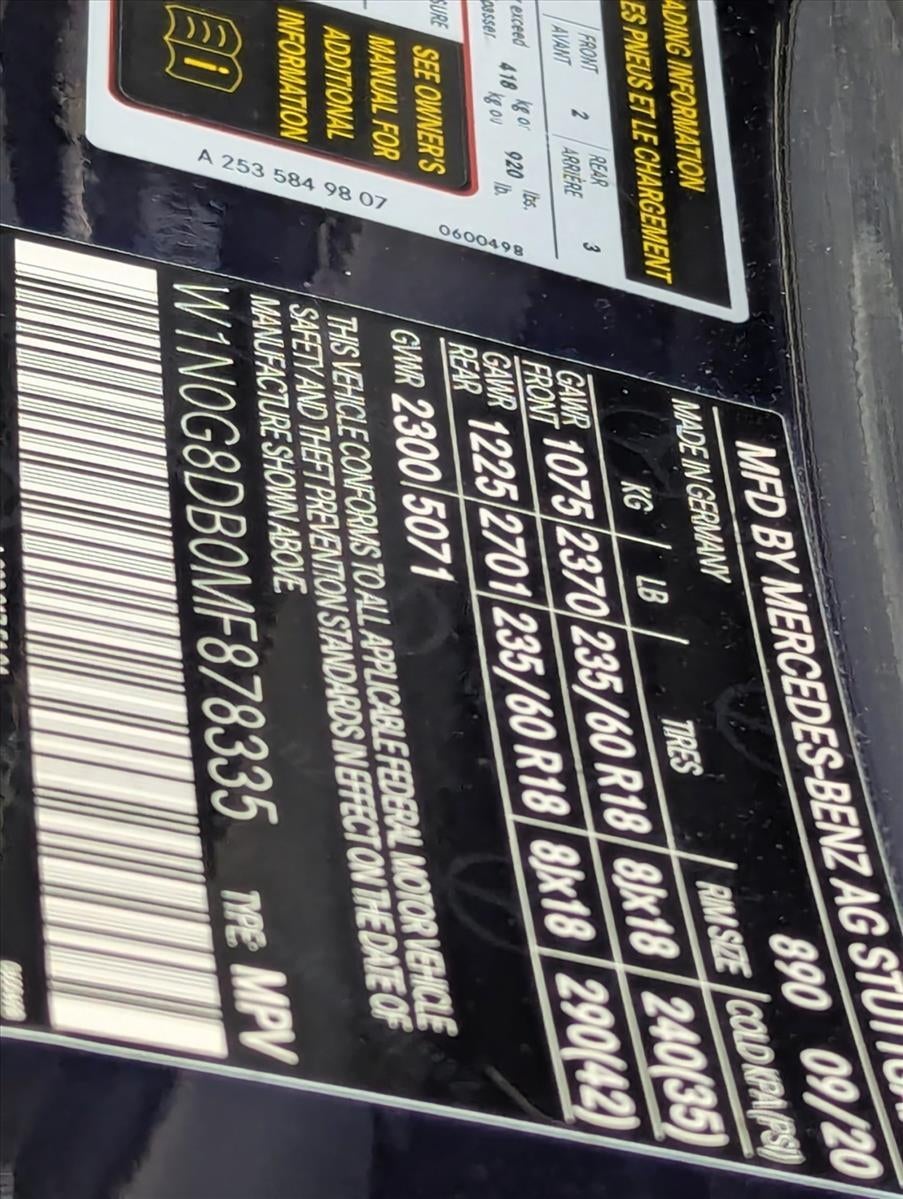 ADING INFORMATION
ES PNEUS ET LE CHARGEMENT
FRONT 2 REAR 3
AVANT ARRIÈRE
exceed 418 kg or 920 lbs.
kg ou lb.
SEE OWNER'S
MANUAL FOR
ADDITIONAL
INFORMATION
A 253 584 98 07
060049B
MFD BY MERCEDES-BENZ AG STUTTG
890 09/20
MADE IN GERMANY
KG LB TIRES RIM SIZE COLD KPA(PSI)
GAWR FRONT 1075 2370 235/60 R18 8Jx18 240(35)
GAWR REAR 1225 2701 235/60 R18 8Jx18 290(42)
GVWR 2300 5071
THIS VEHICLE CONFORMS TO ALL APPLICABLE FEDERAL MOTOR VEHICLE
SAFETY AND THEFT PREVENTION STANDARDS IN EFFECT ON THE DATE OF
MANUFACTURE SHOWN ABOVE
W1N0G8DB0MF878335 TYPE: MPV